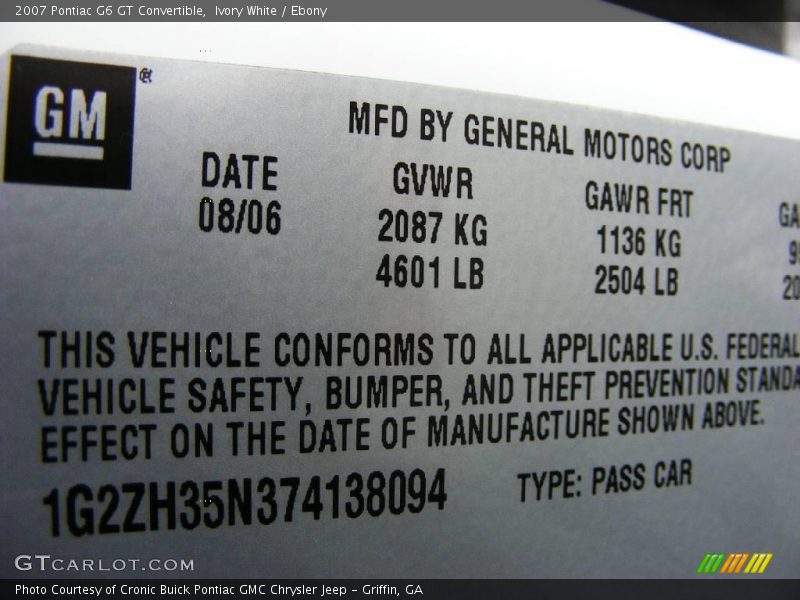 2007 Pontiac G6 GT Convertible, Ivory White / Ebony
GM
MFD BY GENERAL MOTORS CORP
DATE GVWR GAWR FRT GA
08/06 2087 KG 1136 KG
4601 LB 2504 LB 20
THIS VEHICLE CONFORMS TO ALL APPLICABLE U.S. FEDERAL
VEHICLE SAFETY, BUMPER, AND THEFT PREVENTION STANDA
EFFECT ON THE DATE OF MANUFACTURE SHOWN ABOVE.
1G2ZH35N374138094 TYPE: PASS CAR
GTCARLOT.COM
Photo Courtesy of Cronic Buick Pontiac GMC Chrysler Jeep - Griffin, GA